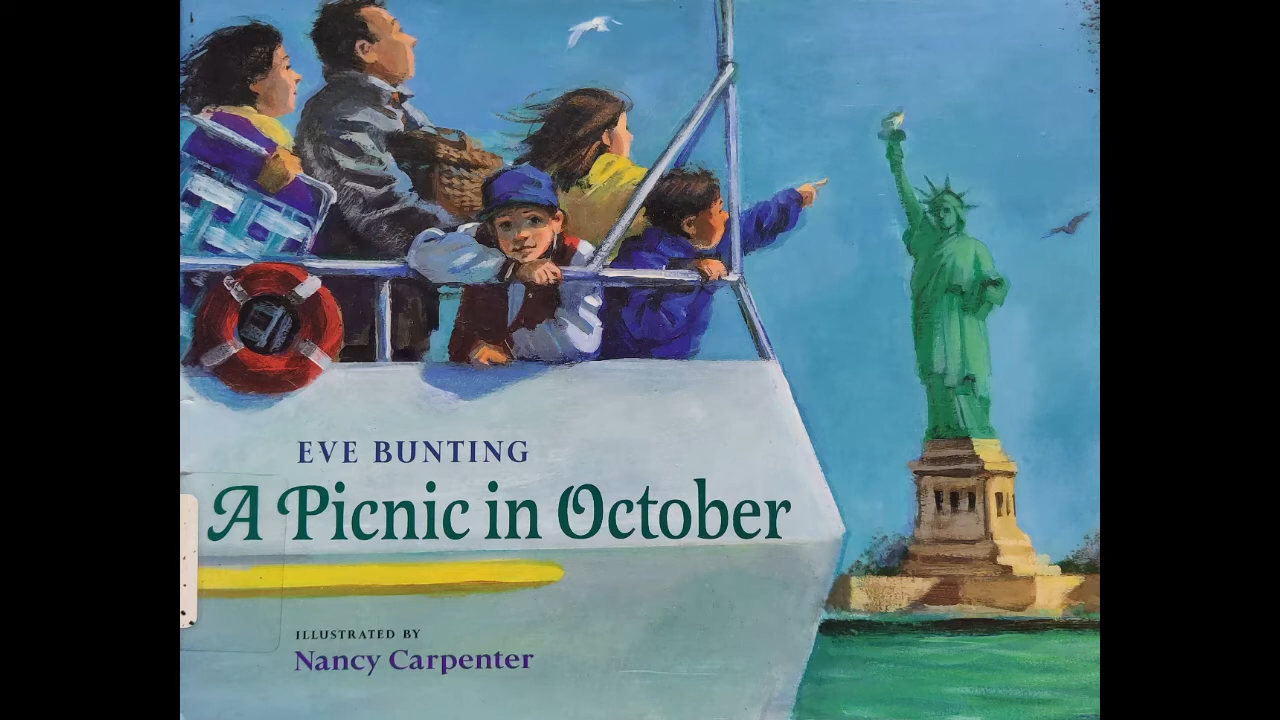 EVE BUNTING
A Picnic in October
ILLUSTRATED BY
Nancy Carpenter